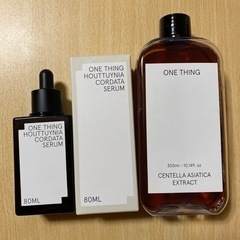 ONE THING
HOUTTUYNIA
CORDATA
SERUM
80ML
ONE THING
HOUTTUYNIA
CORDATA
SERUM
80ML
ONE THING
300ml - 10.14fl. oz
CENTELLA ASIATICA
EXTRACT